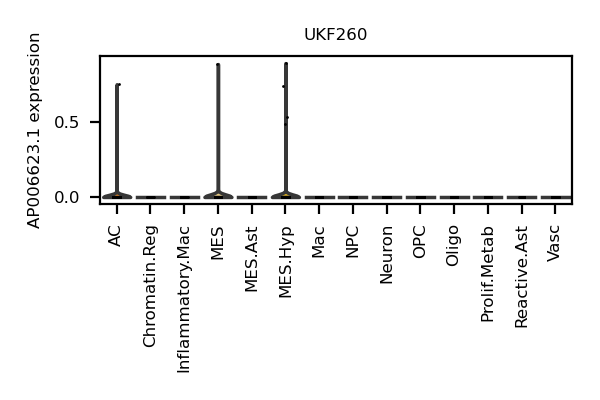 UKF260
AP006623.1 expression
0.5
0.0
AC
Chromatin.Reg
Inflammatory.Mac
MES
MES.Ast
MES.Hyp
Mac
NPC
Neuron
OPC
Oligo
Prolif.Metab
Reactive.Ast
Vasc